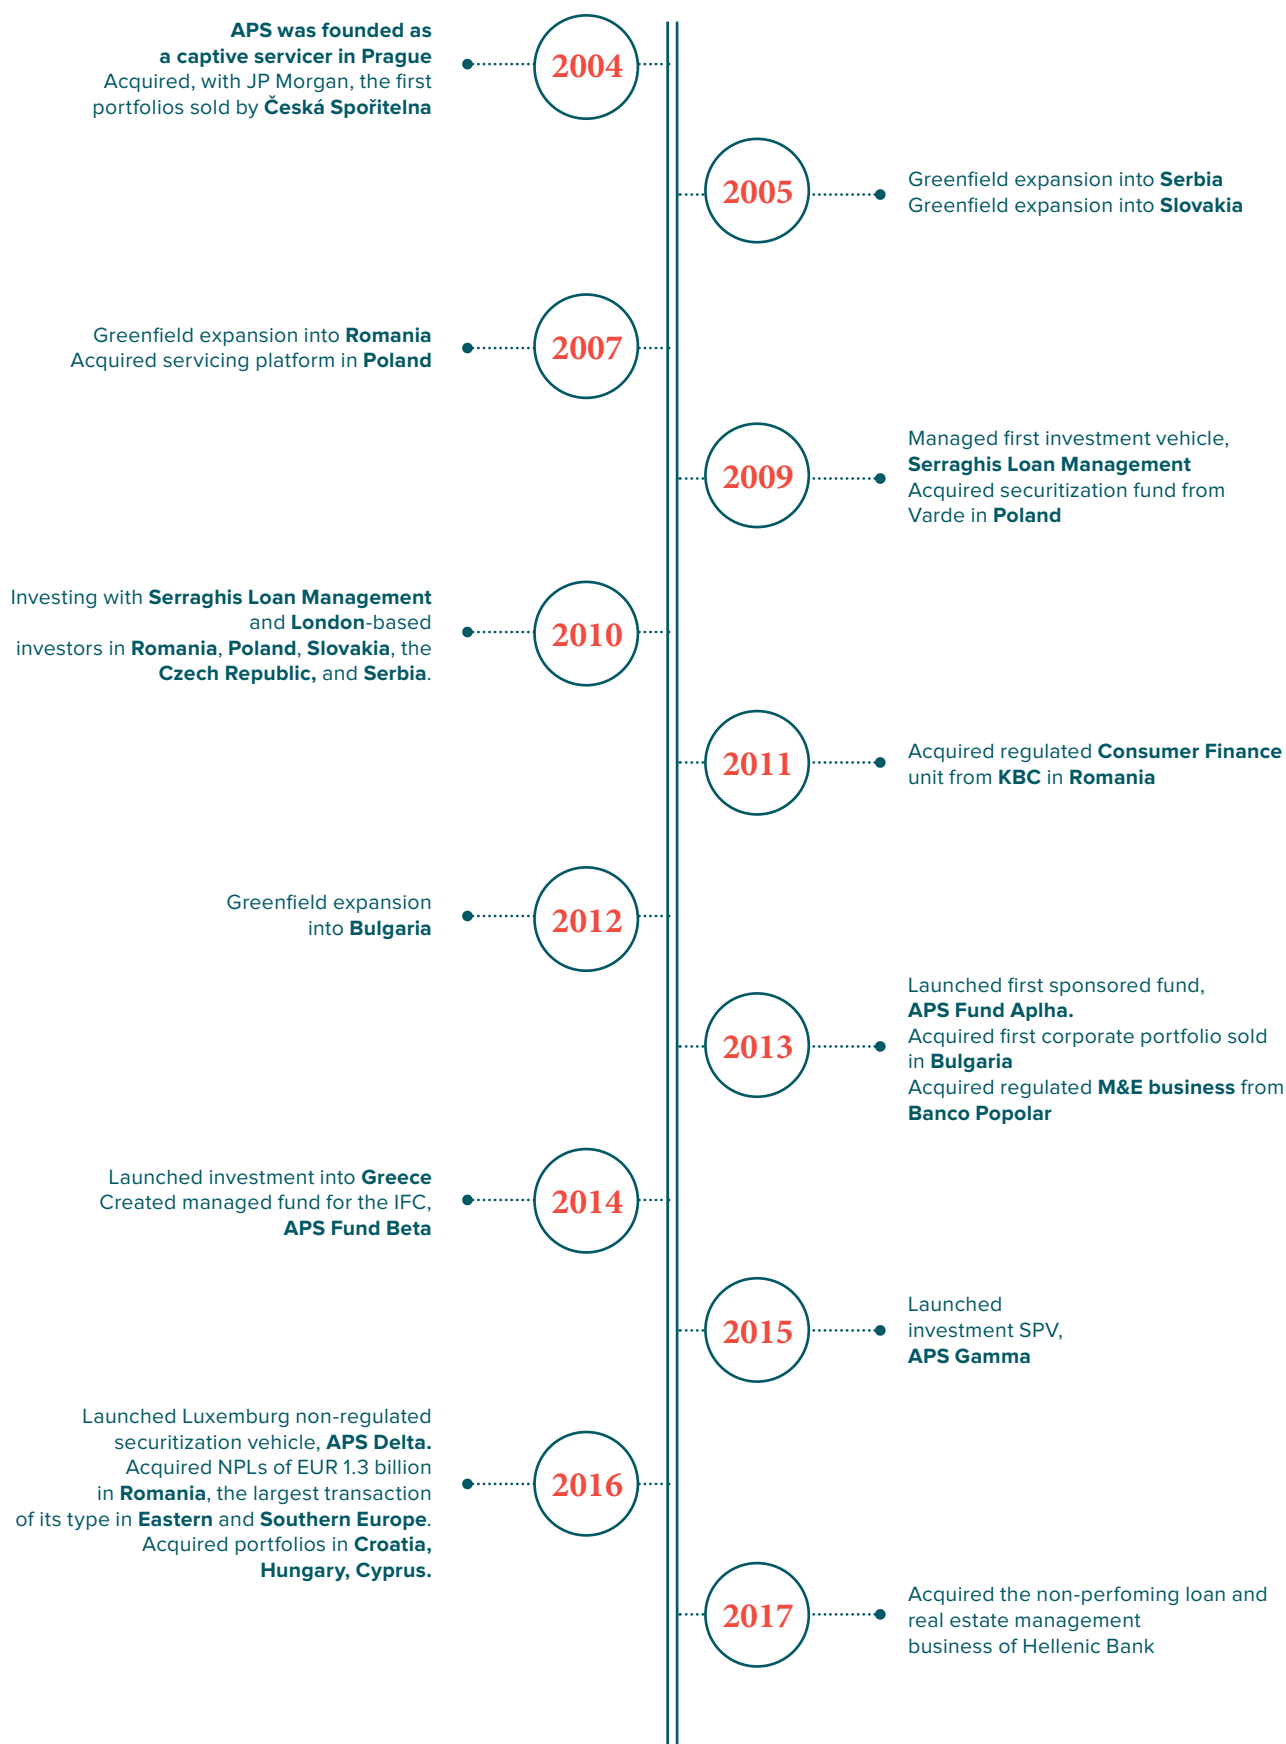 APS was founded as
a captive servicer in Prague
Acquired, with JP Morgan, the first
portfolios sold by Česká Spořitelna
2004
2005
Greenfield expansion into Serbia
Greenfield expansion into Slovakia
Greenfield expansion into Romania
Acquired servicing platform in Poland
2007
2009
Managed first investment vehicle,
Serraghis Loan Management
Acquired securitization fund from
Varde in Poland
Investing with Serraghis Loan Management
and London-based
investors in Romania, Poland, Slovakia, the
Czech Republic, and Serbia.
2010
2011
Acquired regulated Consumer Finance
unit from KBC in Romania
Greenfield expansion
into Bulgaria
2012
2013
Launched first sponsored fund,
APS Fund Aplha.
Acquired first corporate portfolio sold
in Bulgaria
Acquired regulated M&E business from
Banco Popolar
Launched investment into Greece
Created managed fund for the IFC,
APS Fund Beta
2014
2015
Launched
investment SPV,
APS Gamma
Launched Luxemburg non-regulated
securitization vehicle, APS Delta.
Acquired NPLs of EUR 1.3 billion
in Romania, the largest transaction
of its type in Eastern and Southern Europe.
Acquired portfolios in Croatia,
Hungary, Cyprus.
2016
2017
Acquired the non-perfoming loan and
real estate management
business of Hellenic Bank